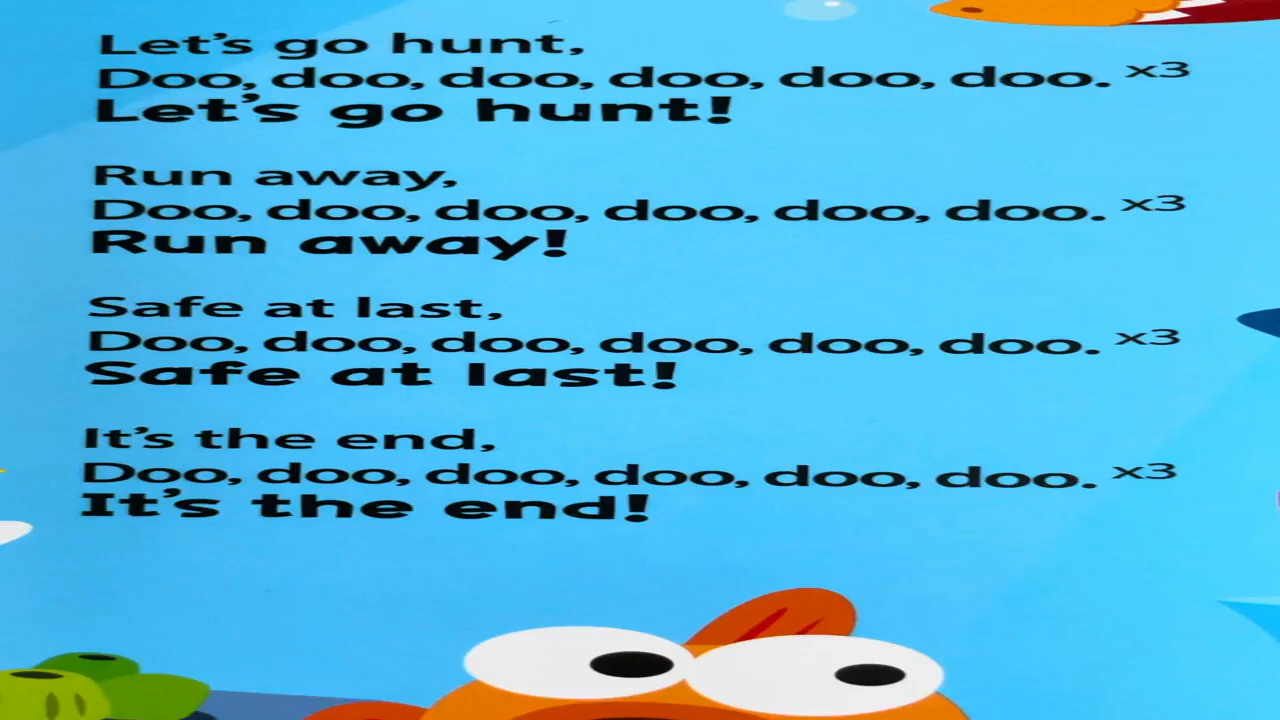 Let's go hunt,
Doo, doo, doo, doo, doo, doo. x3
Let's go hunt!
Run away,
Doo, doo, doo, doo, doo, doo. x3
Run away!
Safe at last,
Doo, doo, doo, doo, doo, doo. x3
Safe at last!
It's the end,
Doo, doo, doo, doo, doo, doo. x3
It's the end!